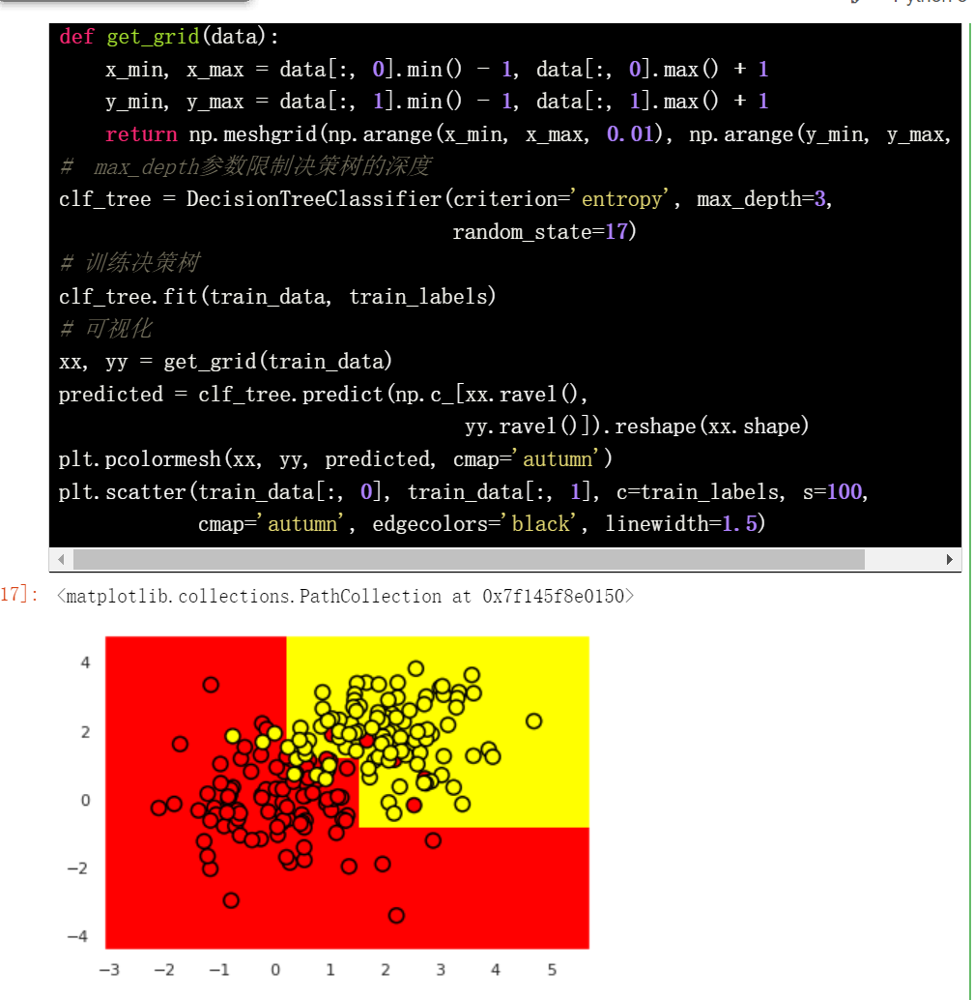 def get_grid(data):
    x_min, x_max = data[:, 0].min() - 1, data[:, 0].max() + 1
    y_min, y_max = data[:, 1].min() - 1, data[:, 1].max() + 1
    return np.meshgrid(np.arange(x_min, x_max, 0.01), np.arange(y_min, y_max,
#  max_depth参数限制决策树的深度
clf_tree = DecisionTreeClassifier(criterion='entropy', max_depth=3,
                                  random_state=17)
# 训练决策树
clf_tree.fit(train_data, train_labels)
# 可视化
xx, yy = get_grid(train_data)
predicted = clf_tree.predict(np.c_[xx.ravel(),
                                   yy.ravel()]).reshape(xx.shape)
plt.pcolormesh(xx, yy, predicted, cmap='autumn')
plt.scatter(train_data[:, 0], train_data[:, 1], c=train_labels, s=100,
            cmap='autumn', edgecolors='black', linewidth=1.5)
17]: <matplotlib.collections.PathCollection at 0x7f145f8e0150>
4
2
0
−2
−4
−3 −2 −1 0 1 2 3 4 5